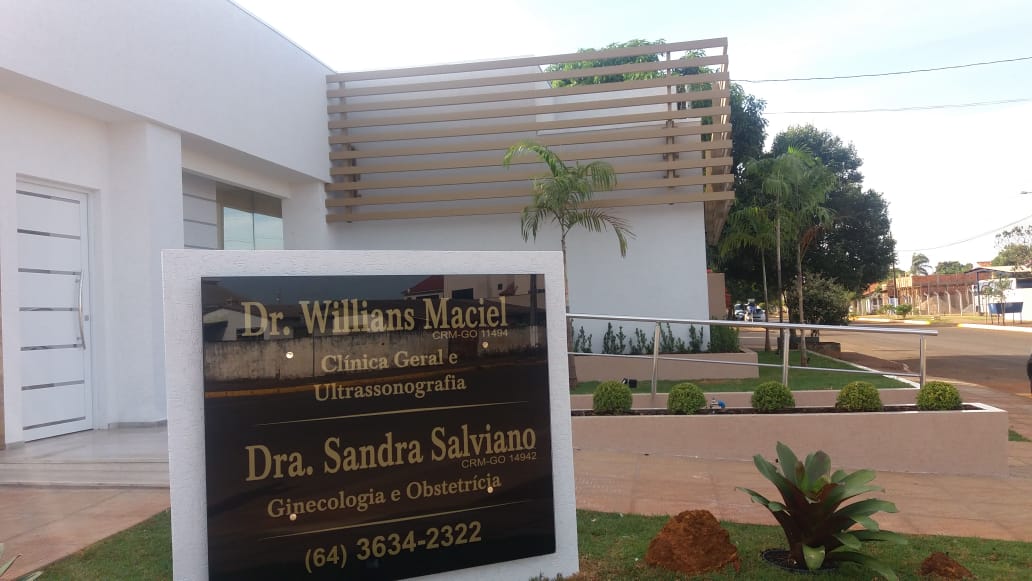 Dr. Willians Maciel
CRM-GO 11494
Clínica Geral e
Ultrassonografia
Dra. Sandra Salviano
CRM-GO 14942
Ginecologia e Obstetrícia
(64) 3634-2322